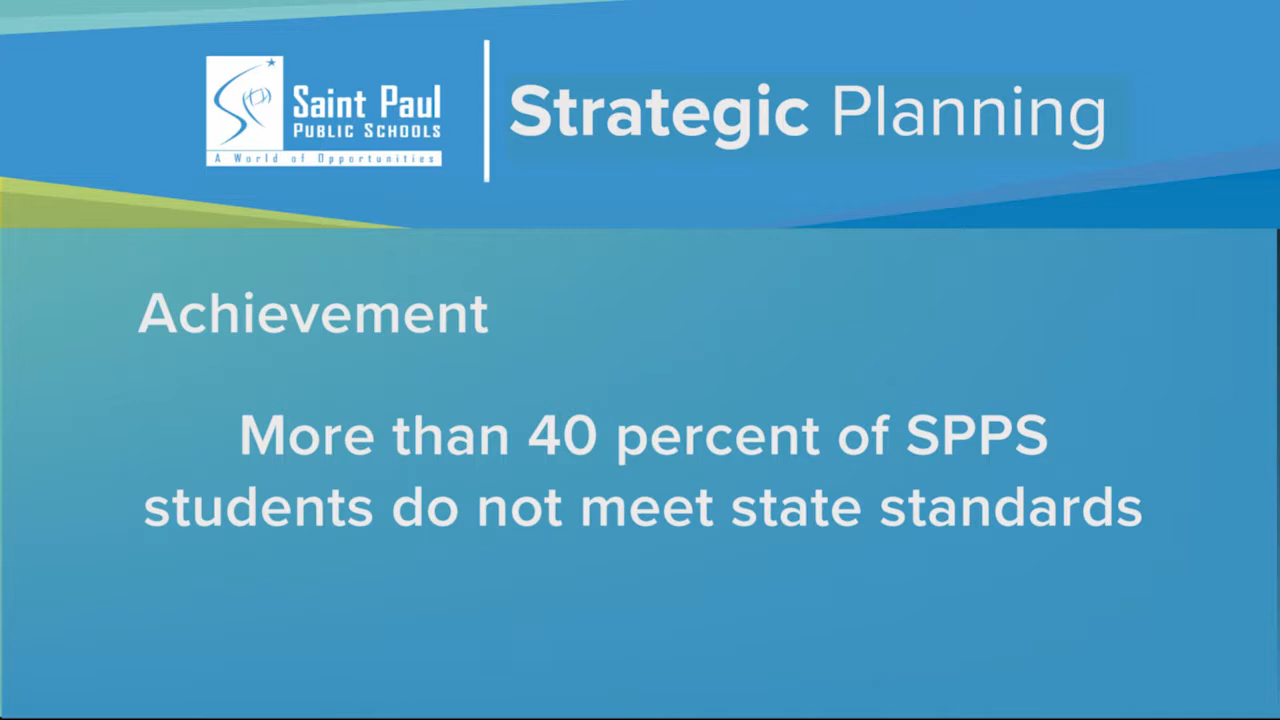 Saint Paul
Public Schools
A World of Opportunities
Strategic Planning
Achievement
More than 40 percent of SPPS
students do not meet state standards